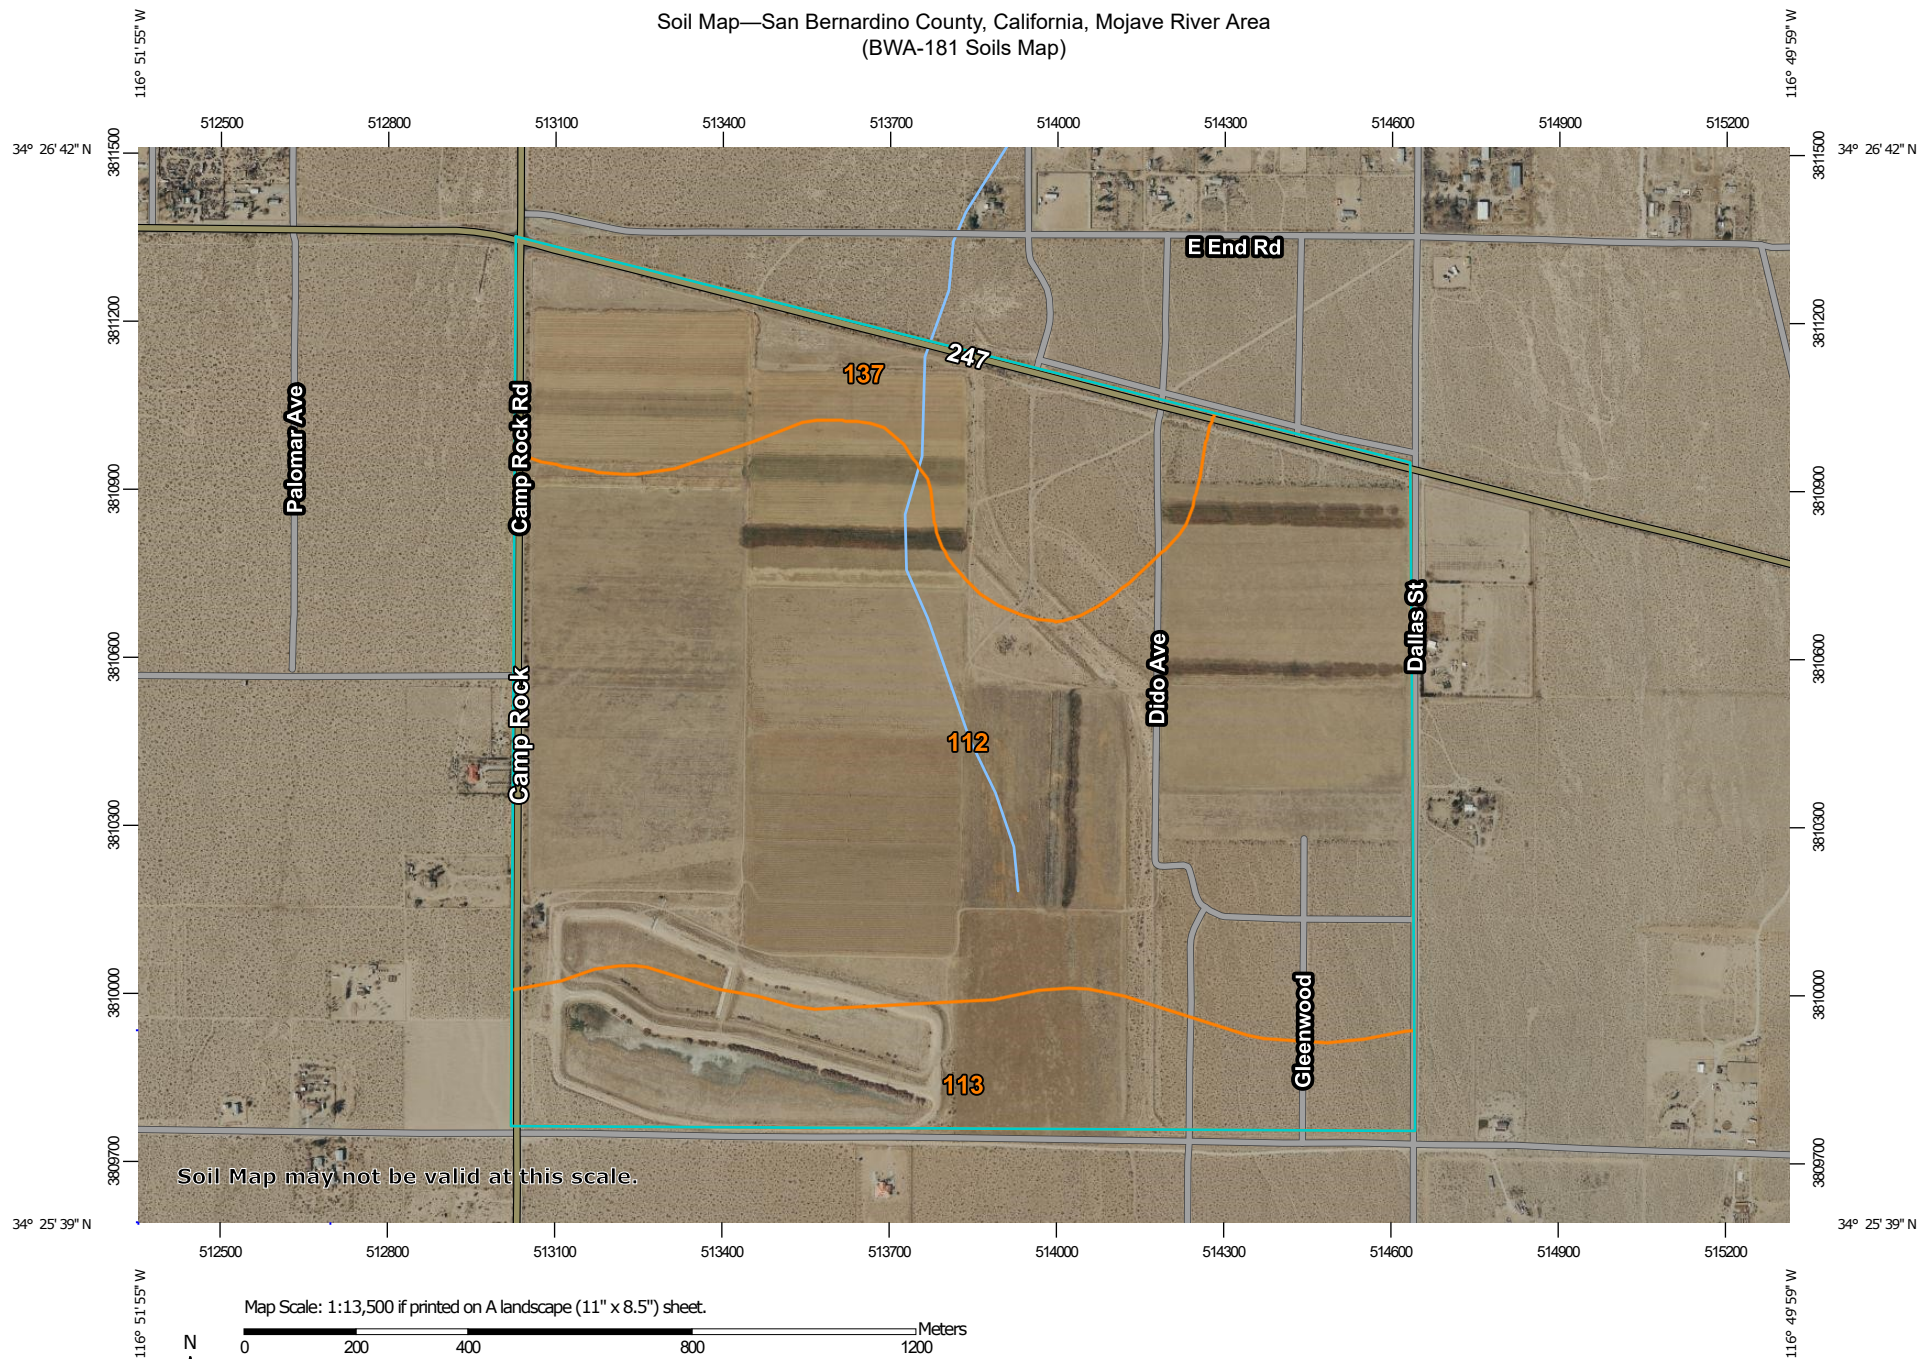 Soil Map—San Bernardino County, California, Mojave River Area
(BWA-181 Soils Map)
116° 51' 55" W
116° 49' 59" W
512500 512800 513100 513400 513700 514000 514300 514600 514900 515200
34° 26' 42" N
34° 26' 42" N
3811500
3811500
E End Rd
3811200
3811200
247
137
Palomar Ave
Camp Rock Rd
3810900
3810900
3810600
3810600
Camp Rock
Dido Ave
Dallas St
112
3810300
3810300
3810000
3810000
Gleenwood
113
3809700
3809700
Soil Map may not be valid at this scale.
34° 25' 39" N
34° 25' 39" N
512500 512800 513100 513400 513700 514000 514300 514600 514900 515200
116° 51' 55" W
116° 49' 59" W
Map Scale: 1:13,500 if printed on A landscape (11" x 8.5") sheet.
Meters
N
0 200 400 800 1200